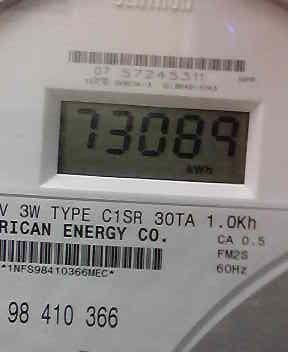 07 57245311
73089
kWh
V 3W TYPE C1SR 30TA 1.0Kh
RICAN ENERGY CO.
CA 0.5
FM2S
*1NFS98410366MEC*
60Hz
98 410 366